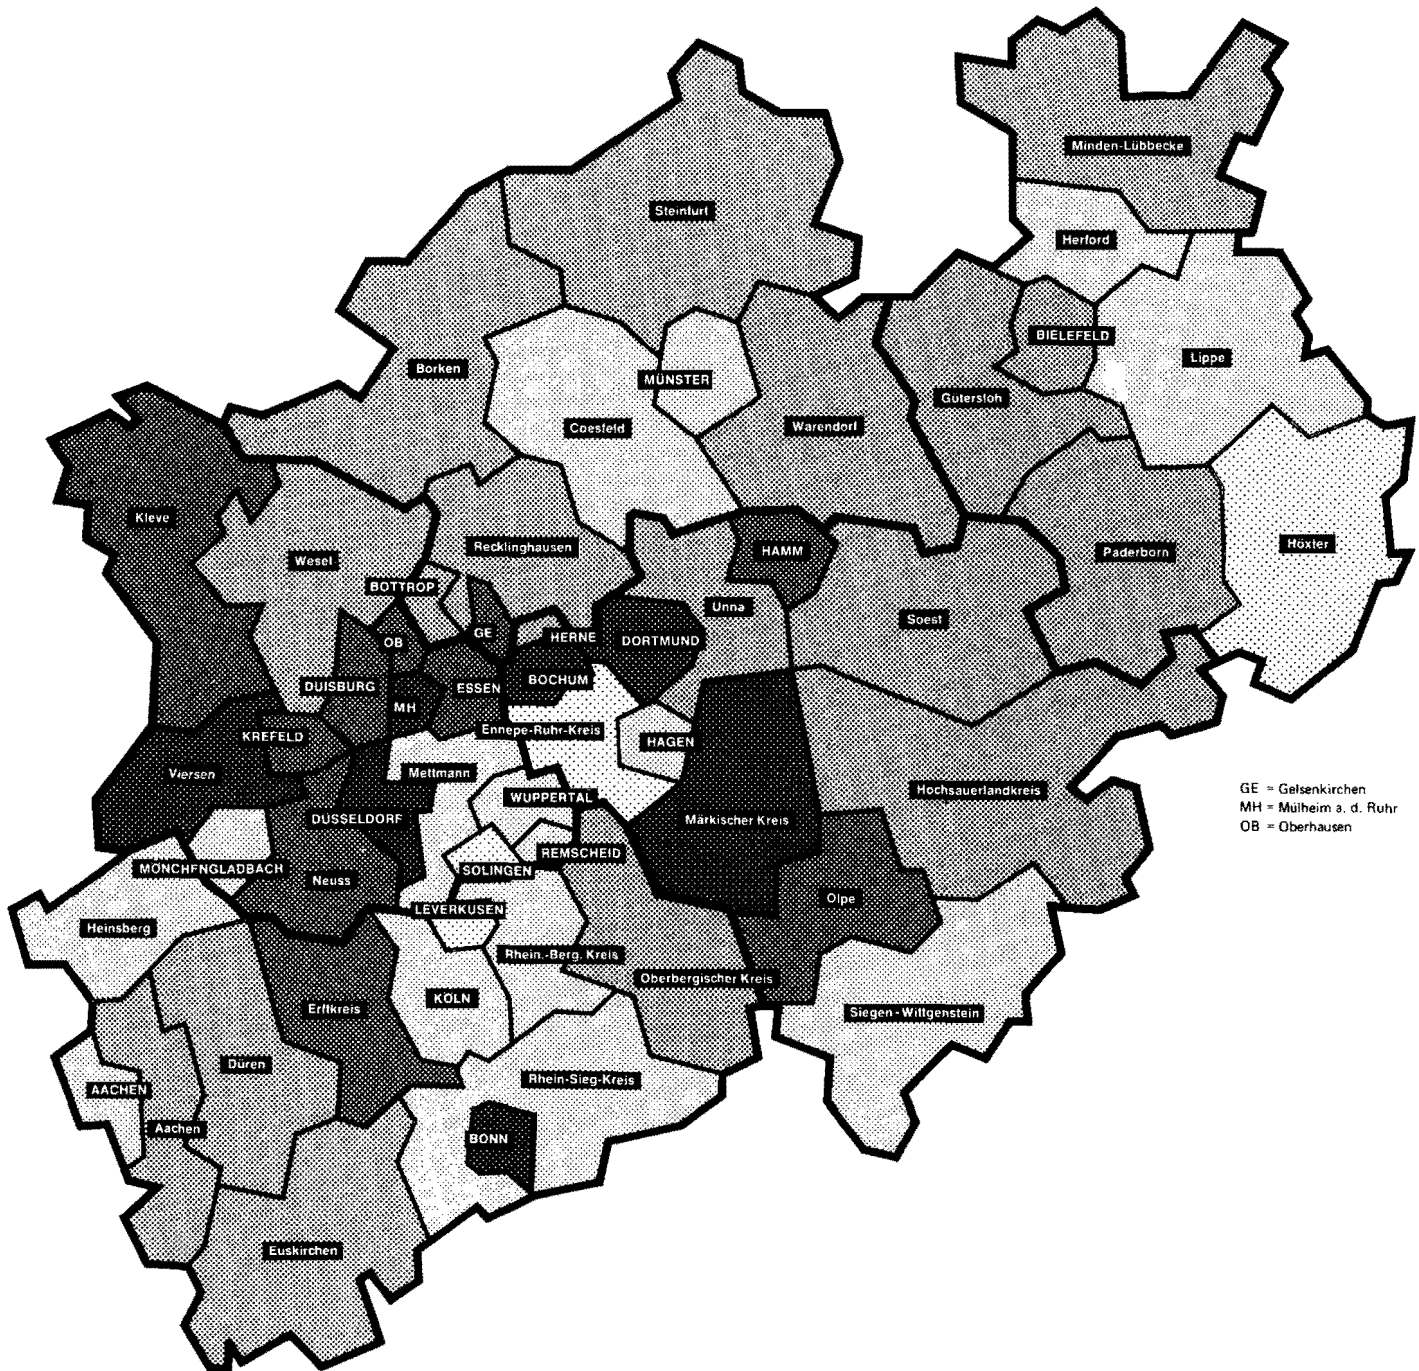 Minden-Lübbecke
Steinfurt
Herford
BIELEFELD
Lippe
Borken
MÜNSTER
Gütersloh
Coesfeld
Warendorf
Kleve
Recklinghausen
HAMM
Paderborn
Höxter
Wesel
BOTTROP
Unna
Soest
OB
GE
HERNE
DORTMUND
DUISBURG
ESSEN
BOCHUM
MH
KREFELD
Ennepe-Ruhr-Kreis
HAGEN
Viersen
Mettmann
WUPPERTAL
Hochsauerlandkreis
DÜSSELDORF
Märkischer Kreis
GE = Gelsenkirchen
MH = Mülheim a. d. Ruhr
OB = Oberhausen
MÖNCHENGLADBACH
Neuss
SOLINGEN
REMSCHEID
Olpe
Heinsberg
LEVERKUSEN
Rhein.-Berg. Kreis
Oberbergischer Kreis
Erftkreis
KÖLN
Siegen-Wittgenstein
Düren
AACHEN
Rhein-Sieg-Kreis
Aachen
BONN
Euskirchen